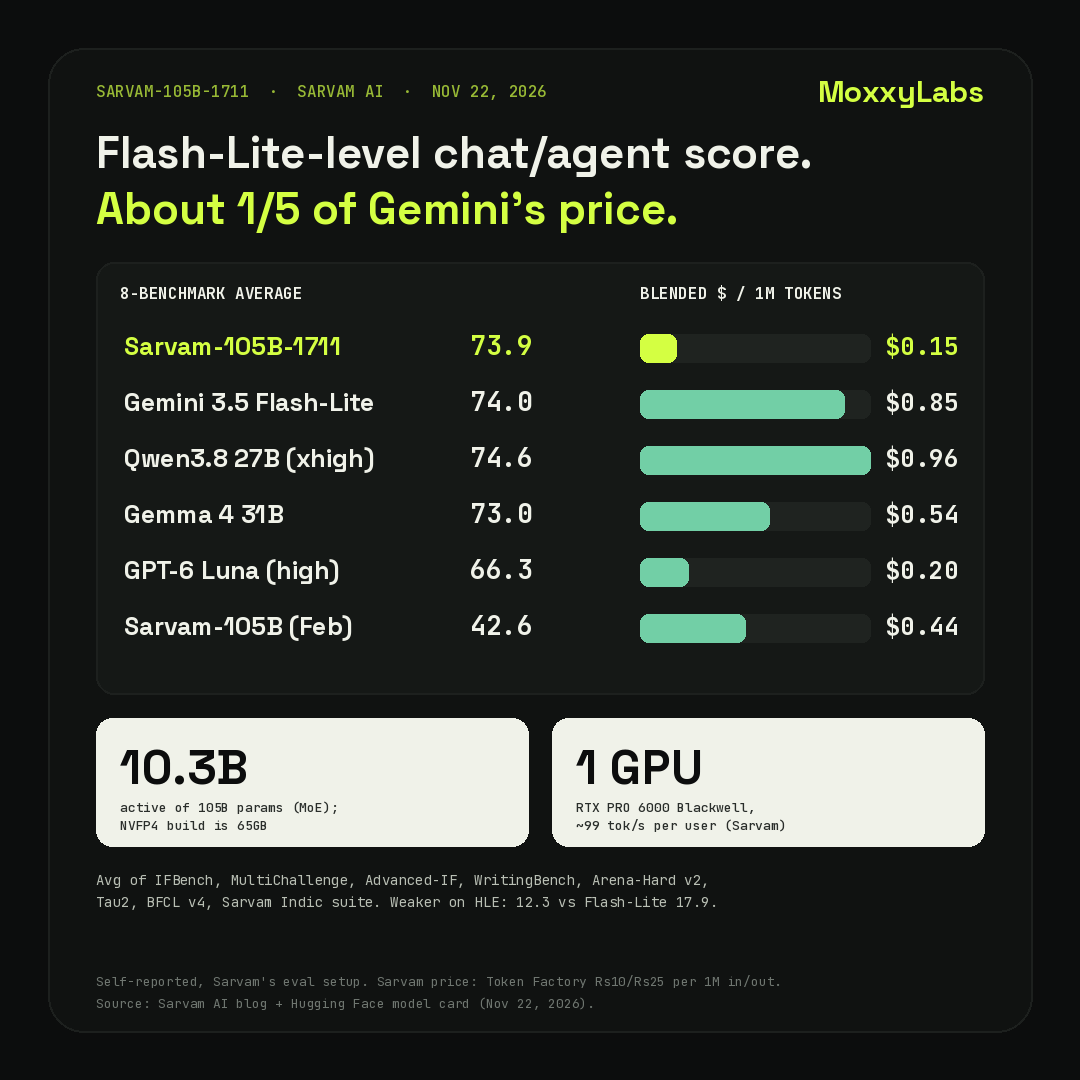 SARVAM-105B-1711 · SARVAM AI · NOV 22, 2026
MoxxyLabs
Flash-Lite-level chat/agent score.
About 1/5 of Gemini’s price.
8-BENCHMARK AVERAGE BLENDED $ / 1M TOKENS
Sarvam-105B-1711 73.9 $0.15
Gemini 3.5 Flash-Lite 74.0 $0.85
Qwen3.8 27B (xhigh) 74.6 $0.96
Gemma 4 31B 73.0 $0.54
GPT-6 Luna (high) 66.3 $0.20
Sarvam-105B (Feb) 42.6 $0.44
10.3B
active of 105B params (MoE);
NVFP4 build is 65GB
1 GPU
RTX PRO 6000 Blackwell,
~99 tok/s per user (Sarvam)
Avg of IFBench, MultiChallenge, Advanced-IF, WritingBench, Arena-Hard v2,
Tau2, BFCL v4, Sarvam Indic suite. Weaker on HLE: 12.3 vs Flash-Lite 17.9.
Self-reported, Sarvam's eval setup. Sarvam price: Token Factory Rs10/Rs25 per 1M in/out.
Source: Sarvam AI blog + Hugging Face model card (Nov 22, 2026).